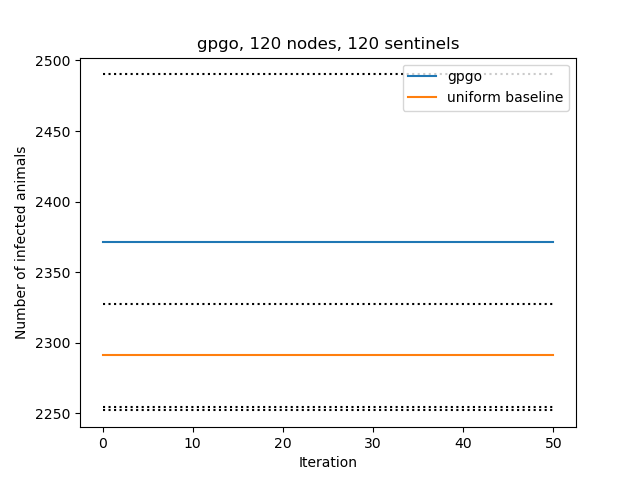 gpgo, 120 nodes, 120 sentinels
2500
2450
2400
2350
2300
2250
Number of infected animals
gpgo
uniform baseline
0 10 20 30 40 50
Iteration